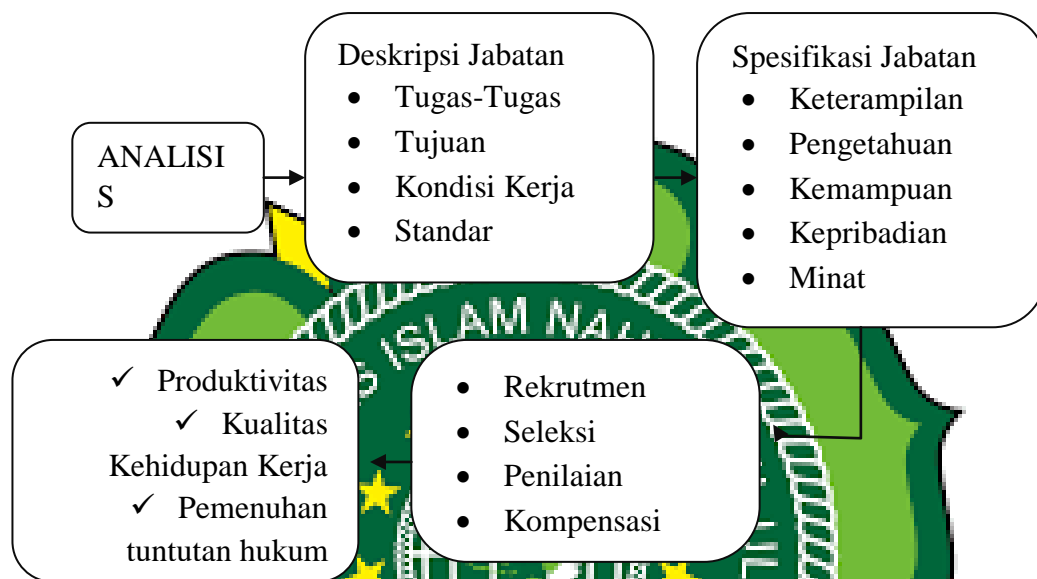 ANALISI
S
Deskripsi Jabatan
• Tugas-Tugas
• Tujuan
• Kondisi Kerja
• Standar
Spesifikasi Jabatan
• Keterampilan
• Pengetahuan
• Kemampuan
• Kepribadian
• Minat
• Rekrutmen
• Seleksi
• Penilaian
• Kompensasi
✓ Produktivitas
✓ Kualitas
Kehidupan Kerja
✓ Pemenuhan
tuntutan hukum
ISLAM